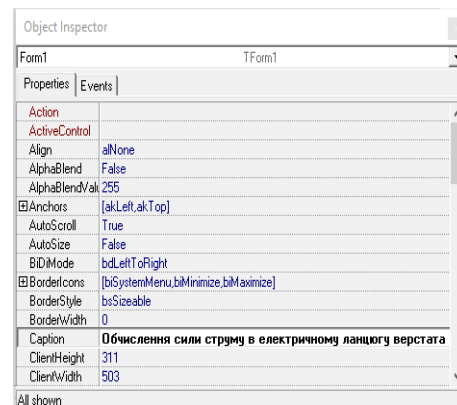 Object Inspector
Form1 TForm1
Properties Events
Action
ActiveControl
Align alNone
AlphaBlend False
AlphaBlendValu 255
Anchors [akLeft,akTop]
AutoScroll True
AutoSize False
BiDiMode bdLeftToRight
BorderIcons [biSystemMenu,biMinimize,biMaximize]
BorderStyle bsSizeable
BorderWidth 0
Caption Обчислення сили струму в електричному ланцюгу верстата
ClientHeight 311
ClientWidth 503
All shown